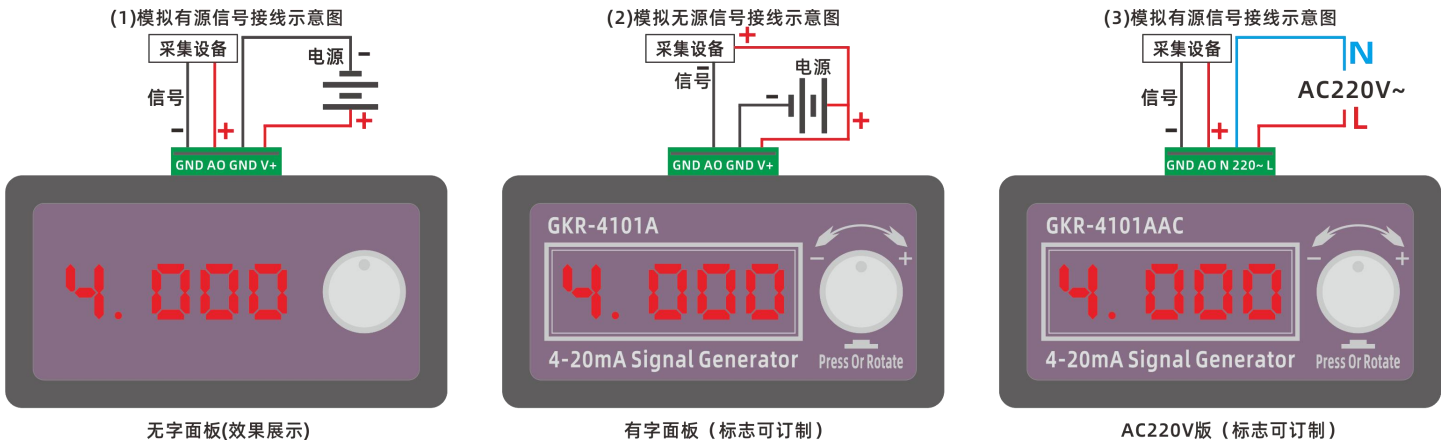 (1)模拟有源信号接线示意图
采集设备
电源
-
信号
-
+
+
GND AO GND V+
4.000
无字面板(效果展示)
(2)模拟无源信号接线示意图
采集设备
+
-
信号
电源
-
+
GND AO GND V+
GKR-4101A
4.000
- +
4-20mA Signal Generator
Press Or Rotate
有字面板（标志可订制）
(3)模拟有源信号接线示意图
采集设备
N
信号
AC220V~
-
+
L
GND AO N 220~ L
GKR-4101AAC
4.000
- +
4-20mA Signal Generator
Press Or Rotate
AC220V版（标志可订制）